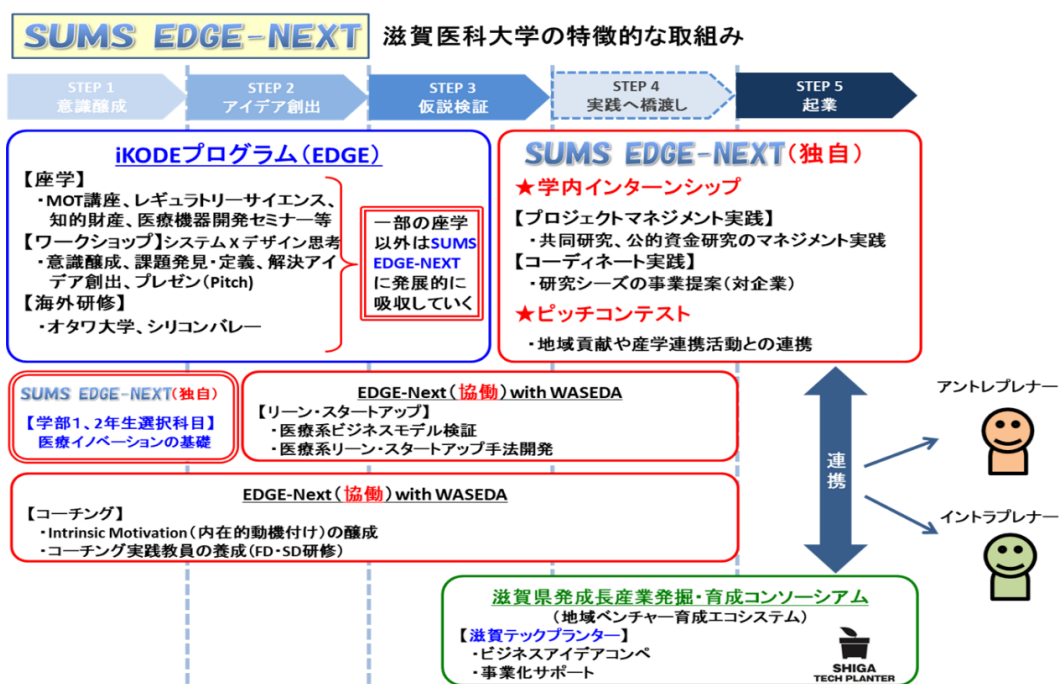 SUMS EDGE-NEXT 滋賀医科大学の特徴的な取組み
STEP 1
意識醸成
STEP 2
アイデア創出
STEP 3
仮説検証
STEP 4
実践へ橋渡し
STEP 5
起業
iKODEプログラム(EDGE)
【座学】
・MOT講座、レギュラトリーサイエンス、
知的財産、医療機器開発セミナー等
【ワークショップ】システムxデザイン思考
・意識醸成、課題発見・定義、解決アイ
デア創出、プレゼン(Pitch)
【海外研修】
・オタワ大学、シリコンバレー
一部の座学
以外はSUMS
EDGE-NEXT
に発展的に
吸収していく
SUMS EDGE-NEXT(独自)
★学内インターンシップ
【プロジェクトマネジメント実践】
・共同研究、公的資金研究のマネジメント実践
【コーディネート実践】
・研究シーズの事業提案(対企業)
★ピッチコンテスト
・地域貢献や産学連携活動との連携
SUMS EDGE-NEXT(独自)
【学部1、2年生選択科目】
医療イノベーションの基礎
EDGE-Next(協働) with WASEDA
【リーン・スタートアップ】
・医療系ビジネスモデル検証
・医療系リーン・スタートアップ手法開発
EDGE-Next(協働) with WASEDA
【コーチング】
・Intrinsic Motivation(内在的動機付け)の醸成
・コーチング実践教員の養成(FD・SD研修)
連携
アントレプレナー
イントラプレナー
滋賀県発成長産業発掘・育成コンソーシアム
(地域ベンチャー育成エコシステム)
【滋賀テックプランター】
・ビジネスアイデアコンペ
・事業化サポート
SHIGA
TECH PLANTER